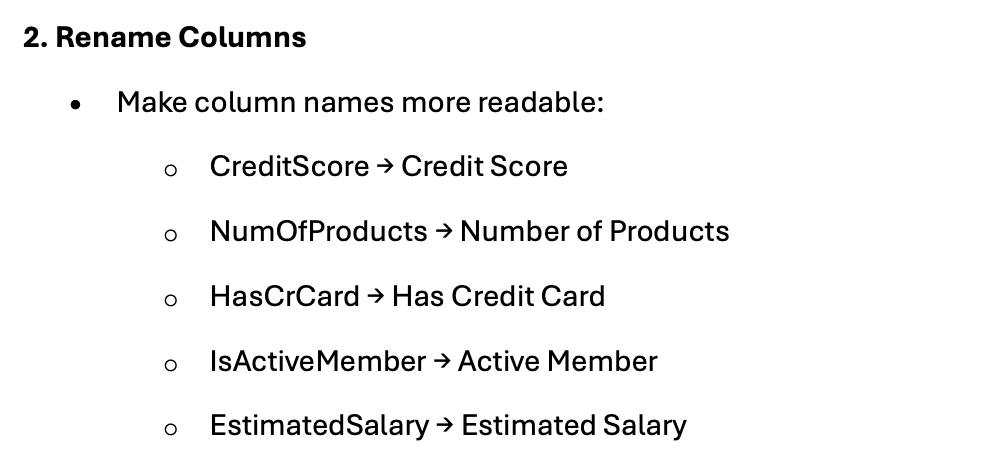 2. Rename Columns
• Make column names more readable:
o CreditScore → Credit Score
o NumOfProducts → Number of Products
o HasCrCard → Has Credit Card
o IsActiveMember → Active Member
o EstimatedSalary → Estimated Salary